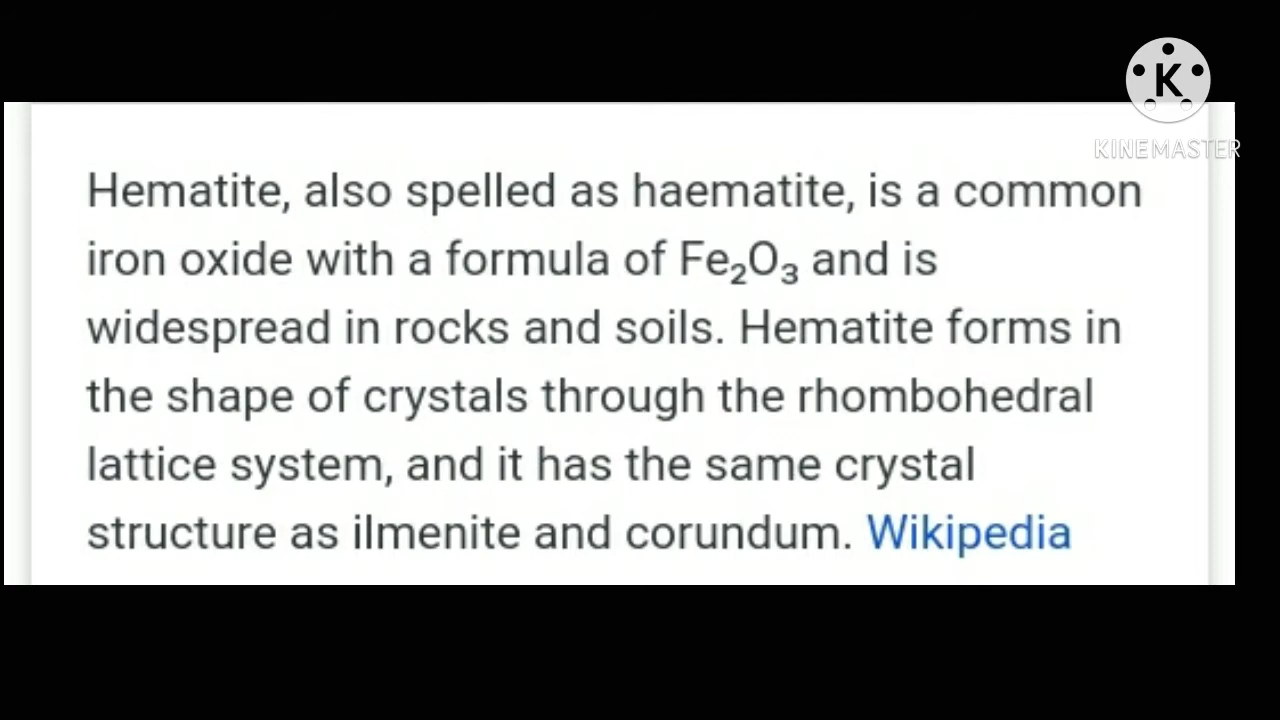 K
KINEMASTER
Hematite, also spelled as haematite, is a common
iron oxide with a formula of Fe₂O₃ and is
widespread in rocks and soils. Hematite forms in
the shape of crystals through the rhombohedral
lattice system, and it has the same crystal
structure as ilmenite and corundum. Wikipedia